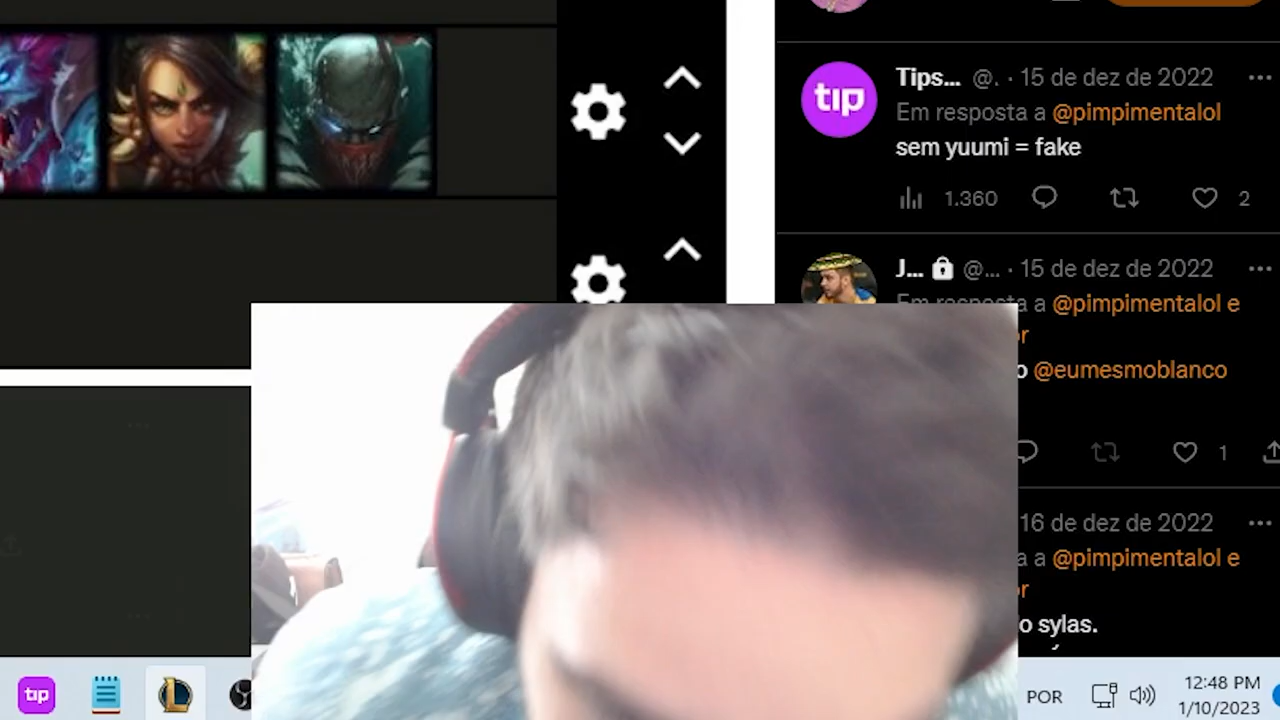 Tips... @. · 15 de dez de 2022
Em resposta a @pimpimentalol
sem yuumi = fake
1.360
2
J... @... · 15 de dez de 2022
Em resposta a @pimpimentalol e
@eumesmoblanco
1
16 de dez de 2022
a @pimpimentalol e
o sylas.
tip
tip
POR
12:48 PM
1/10/2023